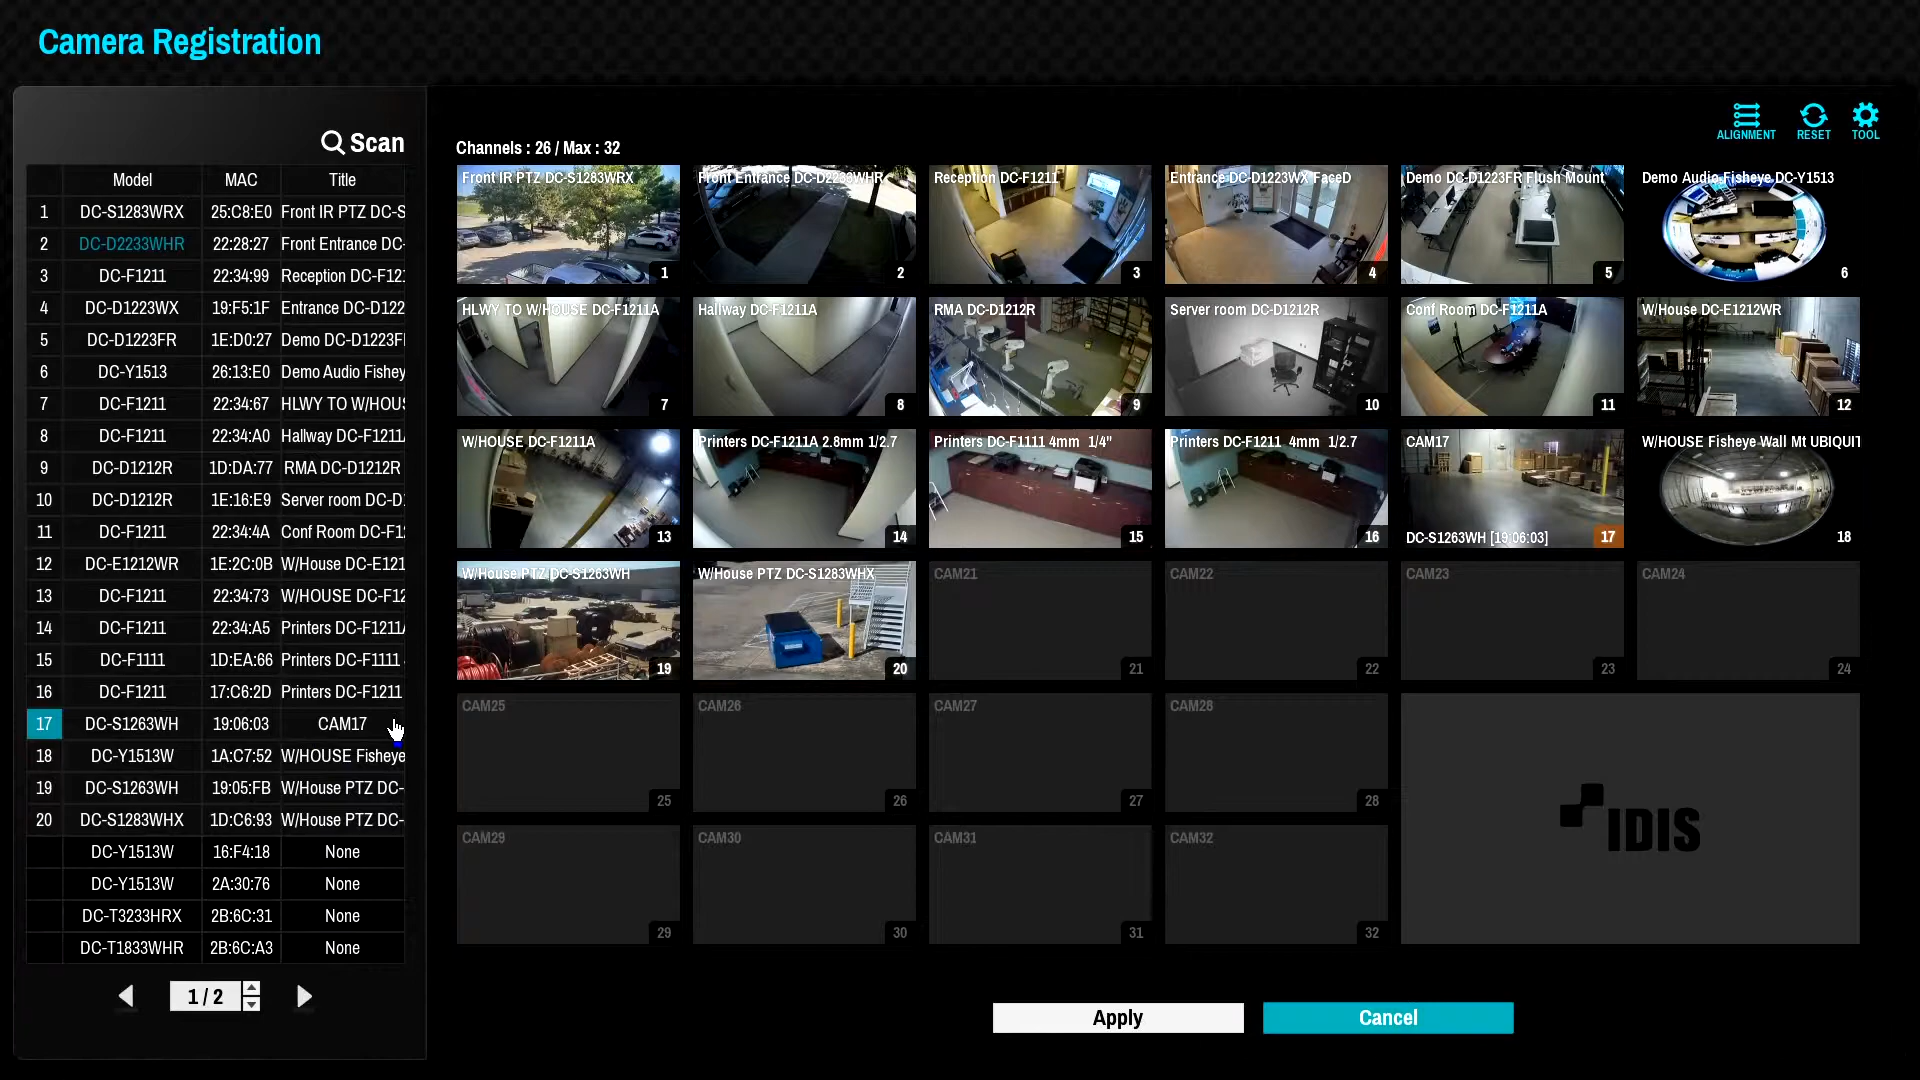 Camera Registration
Scan
Model MAC Title
1 DC-S1283WRX 25:C8:E0 Front IR PTZ DC-S
2 DC-D2233WHR 22:28:27 Front Entrance DC-
3 DC-F1211 22:34:99 Reception DC-F121
4 DC-D1223WX 19:F5:1F Entrance DC-D122
5 DC-D1223FR 1E:D0:27 Demo DC-D1223F
6 DC-Y1513 26:13:E0 Demo Audio Fishey
7 DC-F1211 22:34:67 HLWY TO W/HOUS
8 DC-F1211 22:34:A0 Hallway DC-F1211
9 DC-D1212R 1D:DA:77 RMA DC-D1212R
10 DC-D1212R 1E:16:E9 Server room DC-D
11 DC-F1211 22:34:4A Conf Room DC-F12
12 DC-E1212WR 1E:2C:0B W/House DC-E121
13 DC-F1211 22:34:73 W/HOUSE DC-F12
14 DC-F1211 22:34:A5 Printers DC-F1211
15 DC-F1111 1D:EA:66 Printers DC-F1111
16 DC-F1211 17:C6:2D Printers DC-F1211
17 DC-S1263WH 19:06:03 CAM17
18 DC-Y1513W 1A:C7:52 W/HOUSE Fisheye
19 DC-S1263WH 19:05:FB W/House PTZ DC-
20 DC-S1283WHX 1D:C6:93 W/House PTZ DC-
DC-Y1513W 16:F4:18 None
DC-Y1513W 2A:30:76 None
DC-T3233HRX 2B:6C:31 None
DC-T1833WHR 2B:6C:A3 None
1 / 2
ALIGNMENT RESET TOOL
Channels : 26 / Max : 32
Front IR PTZ DC-S1283WRX
1
Front Entrance DC-D2233WHR
2
Reception DC-F1211
3
Entrance DC-D1223WX FaceD
4
Demo DC-D1223FR Flush Mount
5
Demo Audio Fisheye DC-Y1513
6
HLWY TO W/HOUSE DC-F1211A
7
Hallway DC-F1211A
8
RMA DC-D1212R
9
Server room DC-D1212R
10
Conf Room DC-F1211A
11
W/House DC-E1212WR
12
W/HOUSE DC-F1211A
13
Printers DC-F1211A 2.8mm 1/2.7
14
Printers DC-F1111 4mm 1/4"
15
Printers DC-F1211 4mm 1/2.7
16
CAM17
DC-S1263WH [19:06:03]
17
W/HOUSE Fisheye Wall Mt UBIQUIT
18
W/House PTZ DC-S1263WH
19
W/House PTZ DC-S1283WHX
20
CAM21
21
CAM22
22
CAM23
23
CAM24
24
CAM25
25
CAM26
26
CAM27
27
CAM28
28
CAM29
29
CAM30
30
CAM31
31
CAM32
32
IDIS
Apply
Cancel